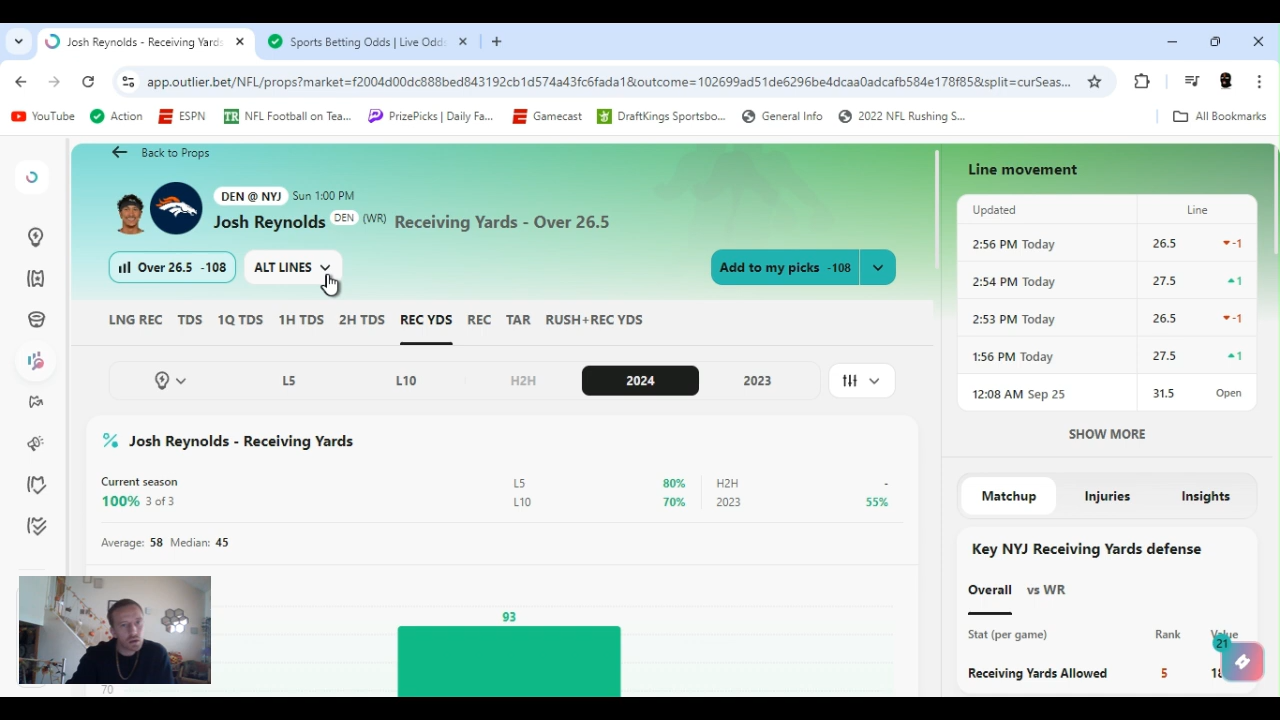 Josh Reynolds - Receiving Yards
Sports Betting Odds | Live Odd
app.outlier.bet/NFL/props?market=f2004d00dc888bed843192cb1d574a43fc6fada1&outcome=102699ad51de6296be4dcaa0adcafb584e178f85&split=curSeas...
YouTube
Action
ESPN
NFL Football on Tea...
PrizePicks | Daily Fa...
Gamecast
DraftKings Sportsbo...
General Info
2022 NFL Rushing S...
All Bookmarks
Back to Props
DEN @ NYJ Sun 1:00 PM
Josh Reynolds DEN (WR) Receiving Yards - Over 26.5
Over 26.5 -108
ALT LINES
Add to my picks -108
LNG REC TDS 1Q TDS 1H TDS 2H TDS REC YDS REC TAR RUSH+REC YDS
L5 L10 H2H 2024 2023
Josh Reynolds - Receiving Yards
Current season
100% 3 of 3
L5 80% H2H -
L10 70% 2023 55%
Average: 58 Median: 45
93
70
Line movement
Updated Line
2:56 PM Today 26.5 -1
2:54 PM Today 27.5 1
2:53 PM Today 26.5 -1
1:56 PM Today 27.5 1
12:08 AM Sep 25 31.5 Open
SHOW MORE
Matchup Injuries Insights
Key NYJ Receiving Yards defense
Overall vs WR
Stat (per game) Rank Value
21
Receiving Yards Allowed 5